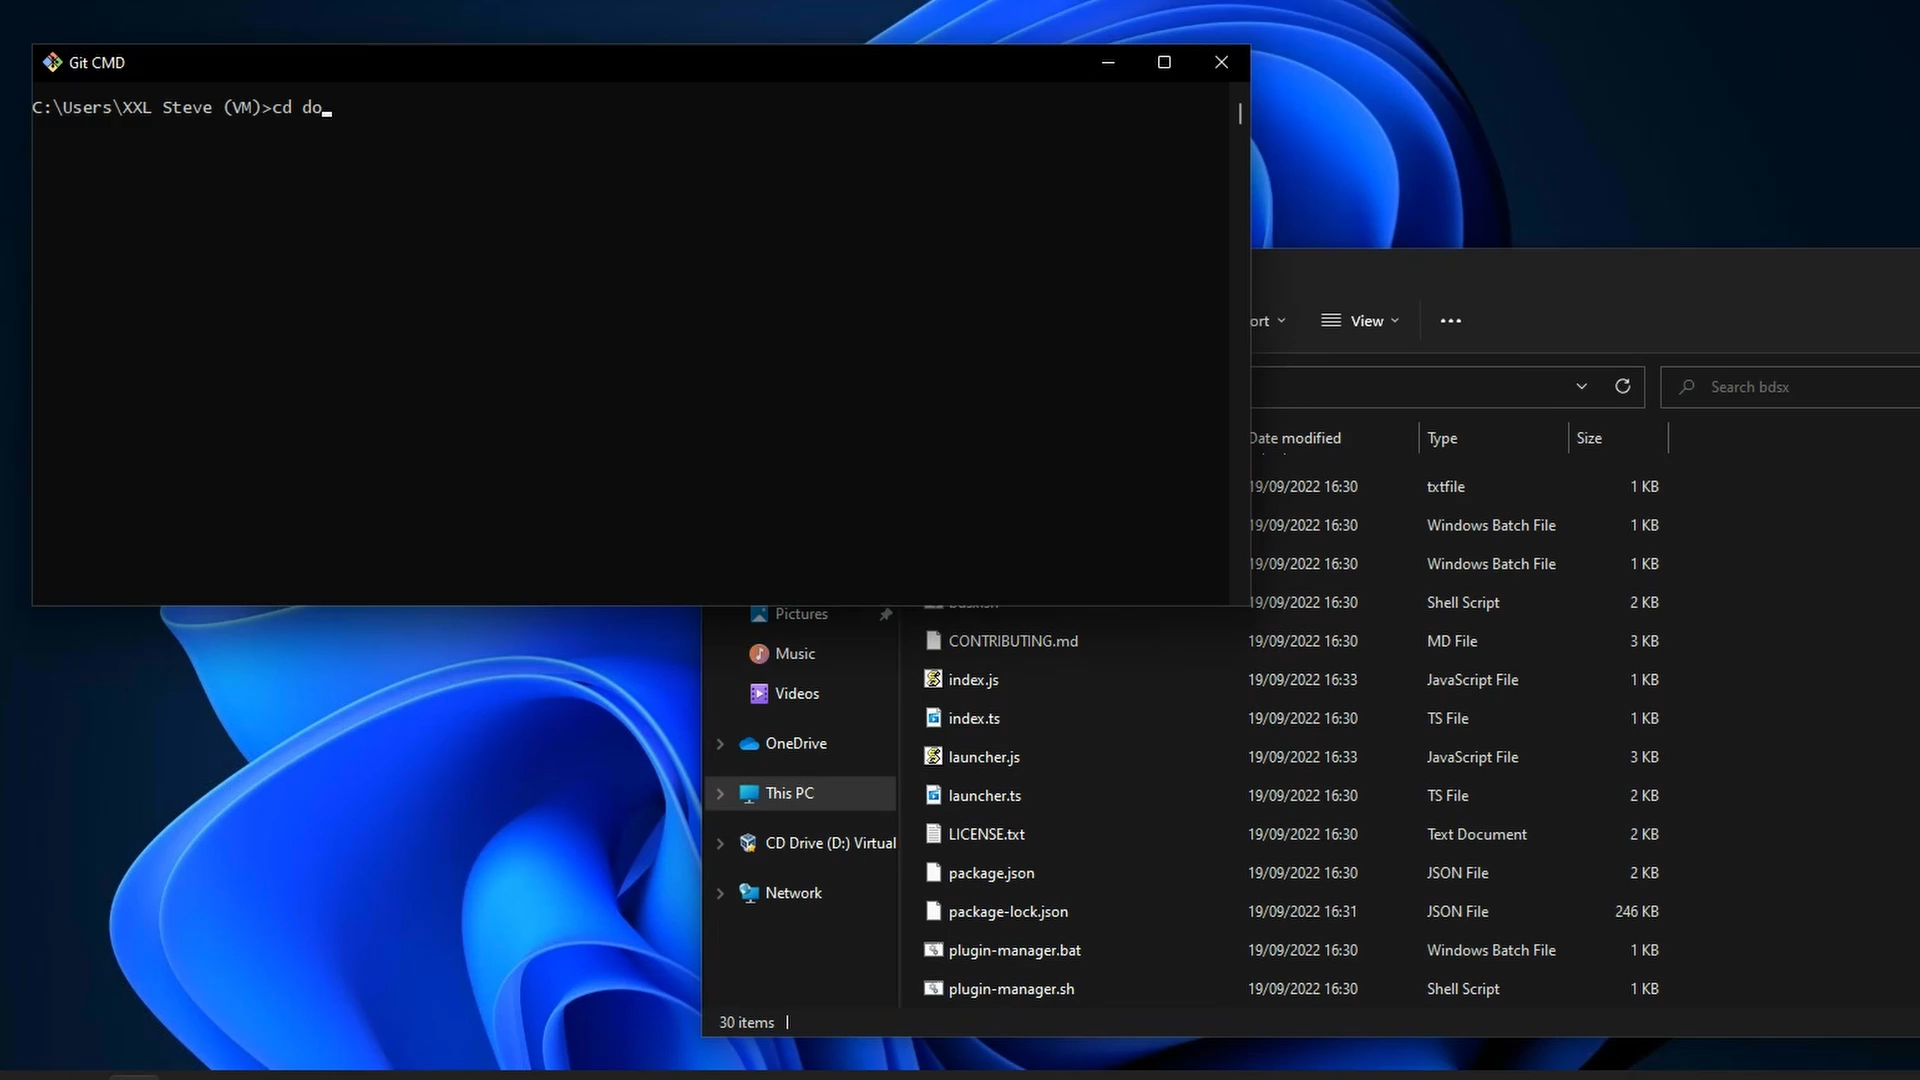 Git CMD
C:\Users\XXL Steve (VM)>cd do
ort
View
Search bdsx
Date modified
Type
Size
19/09/2022 16:30
txtfile
1 KB
19/09/2022 16:30
Windows Batch File
1 KB
19/09/2022 16:30
Windows Batch File
1 KB
19/09/2022 16:30
Shell Script
2 KB
Pictures
Music
Videos
OneDrive
This PC
CD Drive (D:) Virtual
Network
CONTRIBUTING.md
19/09/2022 16:30
MD File
3 KB
index.js
19/09/2022 16:33
JavaScript File
1 KB
index.ts
19/09/2022 16:30
TS File
1 KB
launcher.js
19/09/2022 16:33
JavaScript File
3 KB
launcher.ts
19/09/2022 16:30
TS File
2 KB
LICENSE.txt
19/09/2022 16:30
Text Document
2 KB
package.json
19/09/2022 16:30
JSON File
2 KB
package-lock.json
19/09/2022 16:31
JSON File
246 KB
plugin-manager.bat
19/09/2022 16:30
Windows Batch File
1 KB
plugin-manager.sh
19/09/2022 16:30
Shell Script
1 KB
30 items